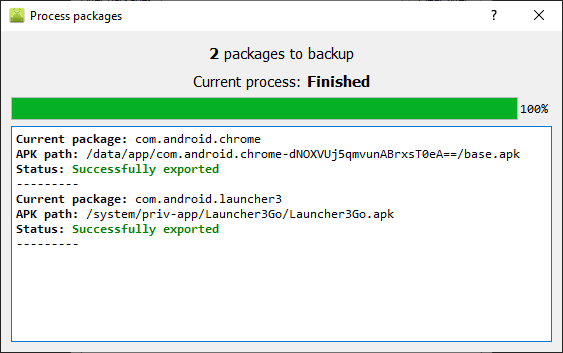 Process packages
2 packages to backup
Current process: Finished
100%
Current package: com.android.chrome
APK path: /data/app/com.android.chrome-dNOXVUj5qmvunABrxsT0eA==/base.apk
Status: Successfully exported
---------
Current package: com.android.launcher3
APK path: /system/priv-app/Launcher3Go/Launcher3Go.apk
Status: Successfully exported
---------